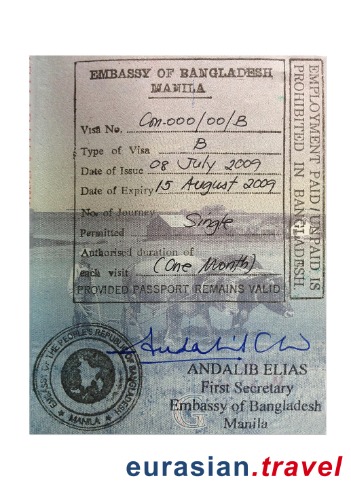 EMBASSY OF BANGLADESH
MANILA
Visa No. Con-000/00/B
Type of Visa B
Date of Issue 08 July 2009
Date of Expiry 15 August 2009
No. of Journey
Permitted Single
Authorised duration of
each visit (One Month)
PROVIDED PASSPORT REMAINS VALID
EMPLOYMENT PAID/UNPAID IS
PROHIBITED IN BANGLADESH.
EMBASSY OF THE PEOPLE'S REPUBLIC OF BANGLADESH
MANILA
ANDALIB ELIAS
First Secretary
Embassy of Bangladesh
Manila
eurasian.travel